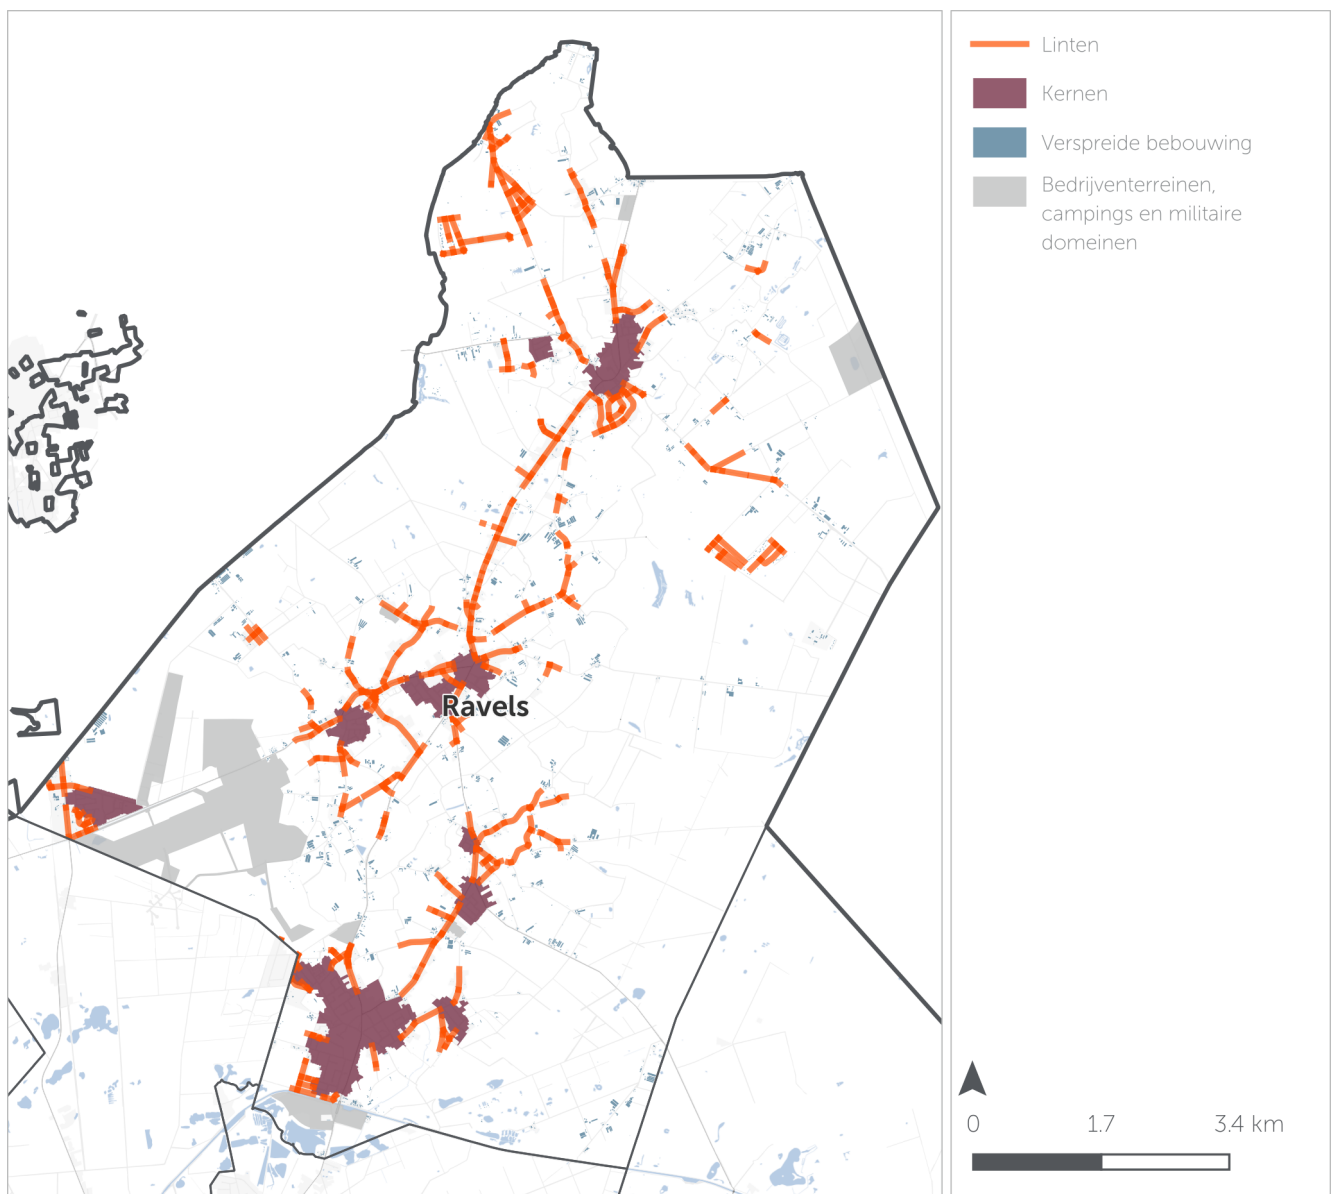 Linten
Kernen
Verspreide bebouwing
Bedrijventerreinen,
campings en militaire
domeinen
Ravels
0 1.7 3.4 km